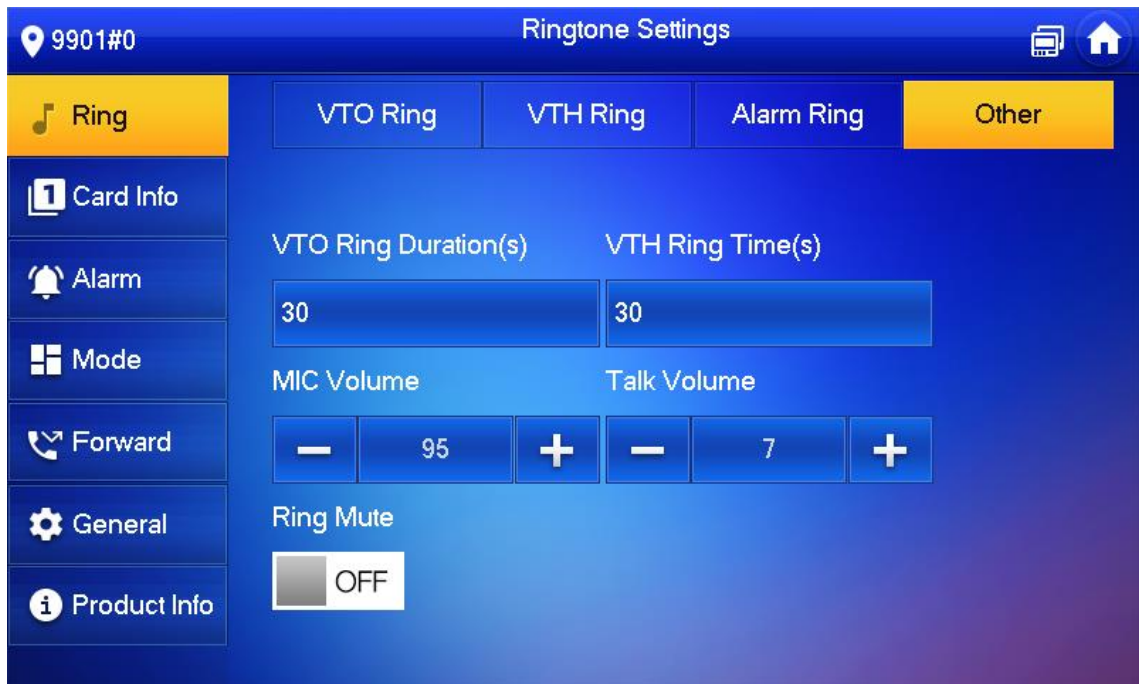 9901#0
Ringtone Settings
Ring
VTO Ring
VTH Ring
Alarm Ring
Other
1 Card Info
Alarm
Mode
Forward
General
i Product Info
VTO Ring Duration(s)
VTH Ring Time(s)
30
30
MIC Volume
Talk Volume
95
7
Ring Mute
OFF